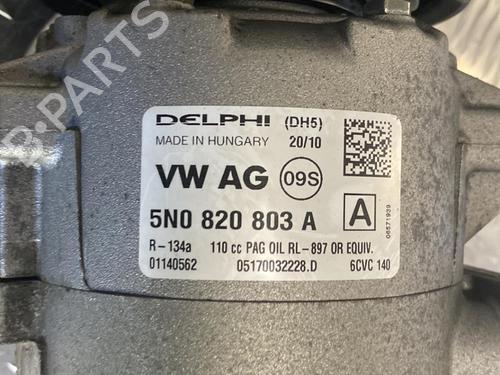 B-PARTS
DELPHI (DH5)
MADE IN HUNGARY 20/10
VW AG 09S
5N0 820 803 A A
R-134a 110 cc PAG OIL RL-897 OR EQUIV.
01140562 05170032228.D 6CVC 140
06571939